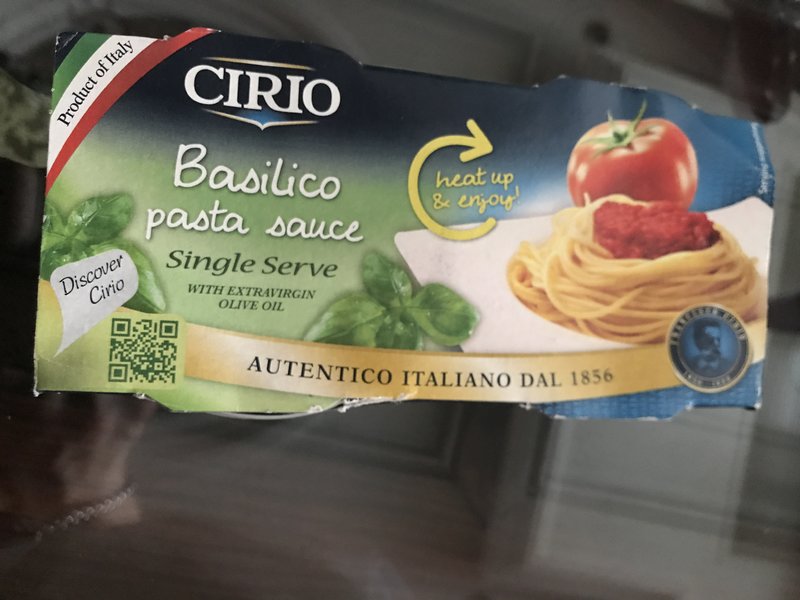 Product of Italy
CIRIO
Basilico
pasta sauce
Single Serve
WITH EXTRAVIRGIN
OLIVE OIL
heat up
& enjoy!
Discover
Cirio
AUTENTICO ITALIANO DAL 1856